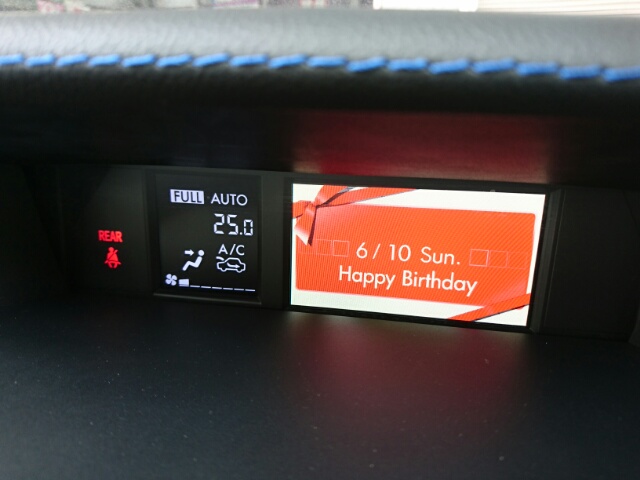 REAR
FULL AUTO
25.0
A/C
6/10 Sun.
Happy Birthday